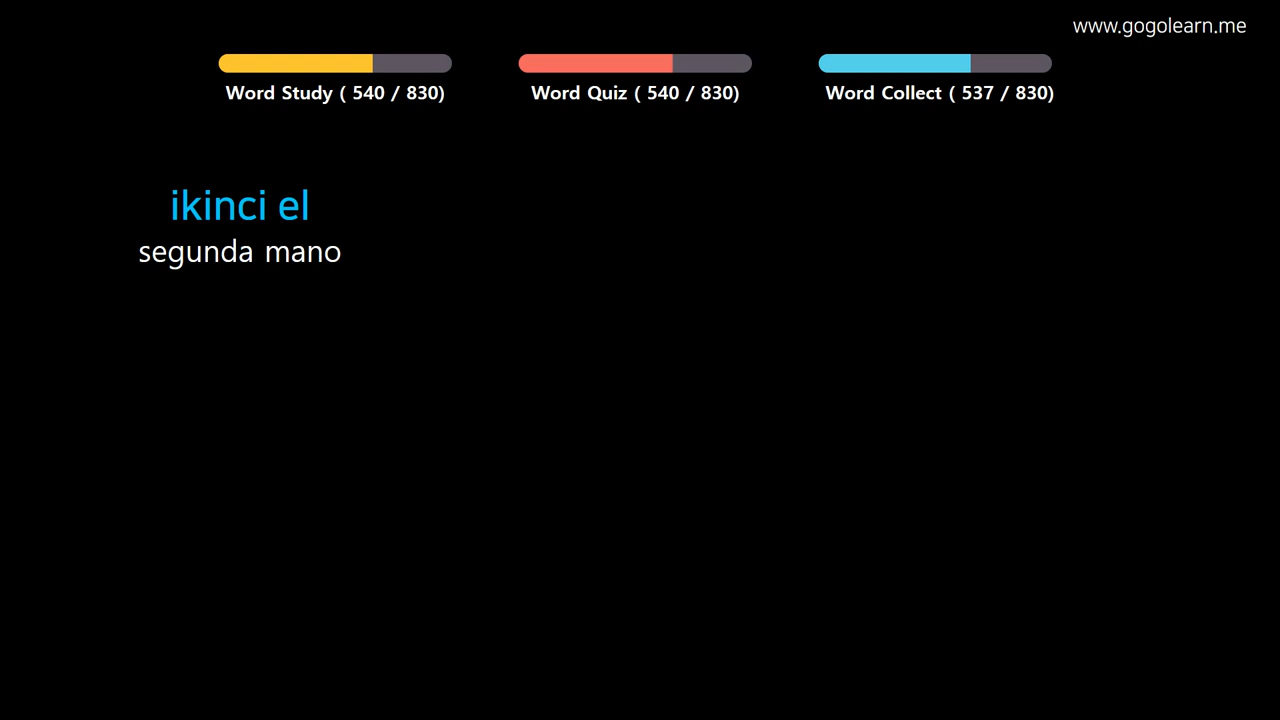 www.gogolearn.me
Word Study ( 540 / 830)
Word Quiz ( 540 / 830)
Word Collect ( 537 / 830)
ikinci el
segunda mano